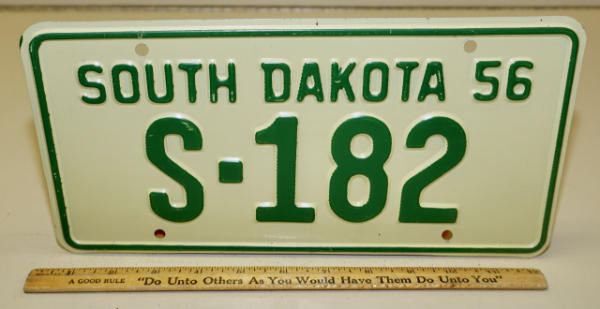 SOUTH DAKOTA 56
S-182
A GOOD RULE "Do Unto Others As You Would Have Them Do Unto You"